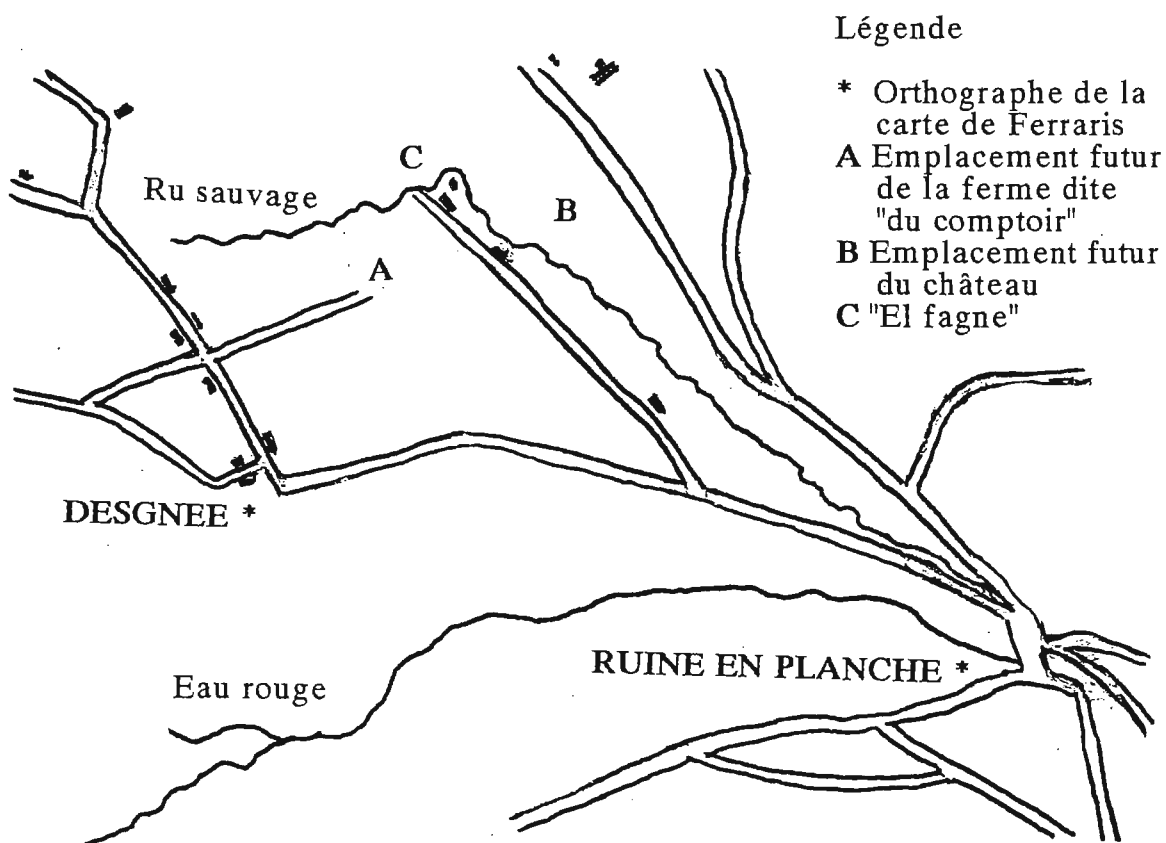 Légende
* Orthographe de la
carte de Ferraris
A Emplacement futur
de la ferme dite
"du comptoir"
B Emplacement futur
du château
C "El fagne"
C
Ru sauvage
B
A
DESGNEE *
RUINE EN PLANCHE *
Eau rouge